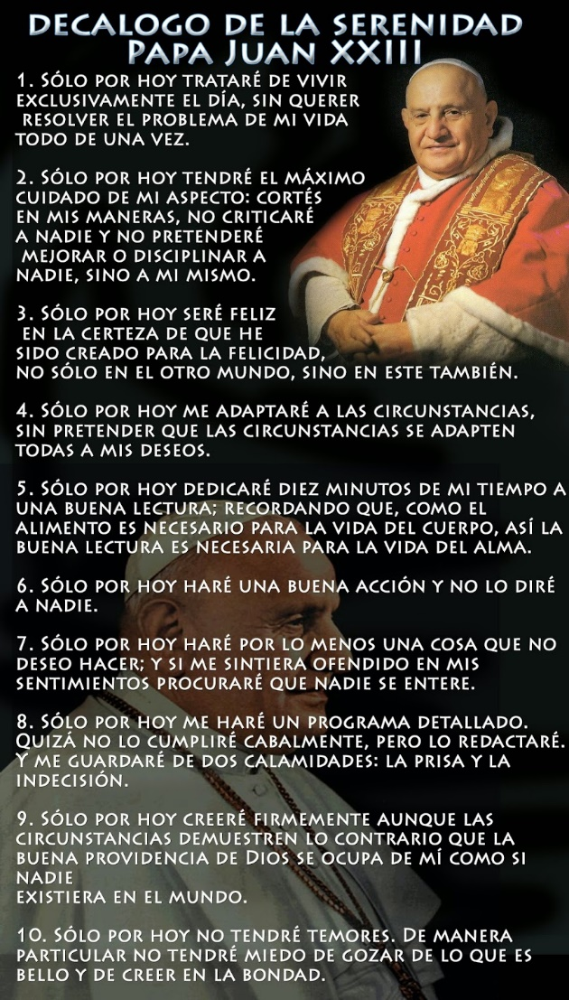 DECALOGO DE LA SERENIDAD
PAPA JUAN XXIII
1. SÓLO POR HOY TRATARÉ DE VIVIR
EXCLUSIVAMENTE EL DÍA, SIN QUERER
RESOLVER EL PROBLEMA DE MI VIDA
TODO DE UNA VEZ.
2. SÓLO POR HOY TENDRÉ EL MÁXIMO
CUIDADO DE MI ASPECTO: CORTÉS
EN MIS MANERAS, NO CRITICARÉ
A NADIE Y NO PRETENDERÉ
MEJORAR O DISCIPLINAR A
NADIE, SINO A MI MISMO.
3. SÓLO POR HOY SERÉ FELIZ
EN LA CERTEZA DE QUE HE
SIDO CREADO PARA LA FELICIDAD,
NO SÓLO EN EL OTRO MUNDO, SINO EN ESTE TAMBIÉN.
4. SÓLO POR HOY ME ADAPTARÉ A LAS CIRCUNSTANCIAS,
SIN PRETENDER QUE LAS CIRCUNSTANCIAS SE ADAPTEN
TODAS A MIS DESEOS.
5. SÓLO POR HOY DEDICARÉ DIEZ MINUTOS DE MI TIEMPO A
UNA BUENA LECTURA; RECORDANDO QUE, COMO EL
ALIMENTO ES NECESARIO PARA LA VIDA DEL CUERPO, ASÍ LA
BUENA LECTURA ES NECESARIA PARA LA VIDA DEL ALMA.
6. SÓLO POR HOY HARÉ UNA BUENA ACCIÓN Y NO LO DIRÉ
A NADIE.
7. SÓLO POR HOY HARÉ POR LO MENOS UNA COSA QUE NO
DESEO HACER; Y SI ME SINTIERA OFENDIDO EN MIS
SENTIMIENTOS PROCURARÉ QUE NADIE SE ENTERE.
8. SÓLO POR HOY ME HARÉ UN PROGRAMA DETALLADO.
QUIZÁ NO LO CUMPLIRÉ CABALMENTE, PERO LO REDACTARÉ.
Y ME GUARDARÉ DE DOS CALAMIDADES: LA PRISA Y LA
INDECISIÓN.
9. SÓLO POR HOY CREERÉ FIRMEMENTE AUNQUE LAS
CIRCUNSTANCIAS DEMUESTREN LO CONTRARIO QUE LA
BUENA PROVIDENCIA DE DIOS SE OCUPA DE MÍ COMO SI
NADIE
EXISTIERA EN EL MUNDO.
10. SÓLO POR HOY NO TENDRÉ TEMORES. DE MANERA
PARTICULAR NO TENDRÉ MIEDO DE GOZAR DE LO QUE ES
BELLO Y DE CREER EN LA BONDAD.